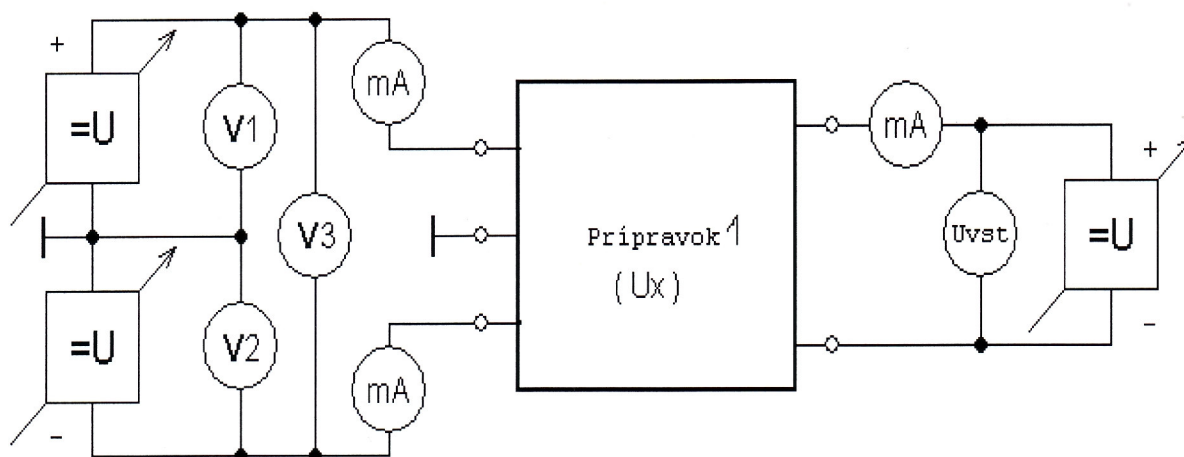 +
=U
V1
mA
V3
=U
V2
mA
-
Prípravok 1
(Ux)
mA
Uvst
+
=U
-